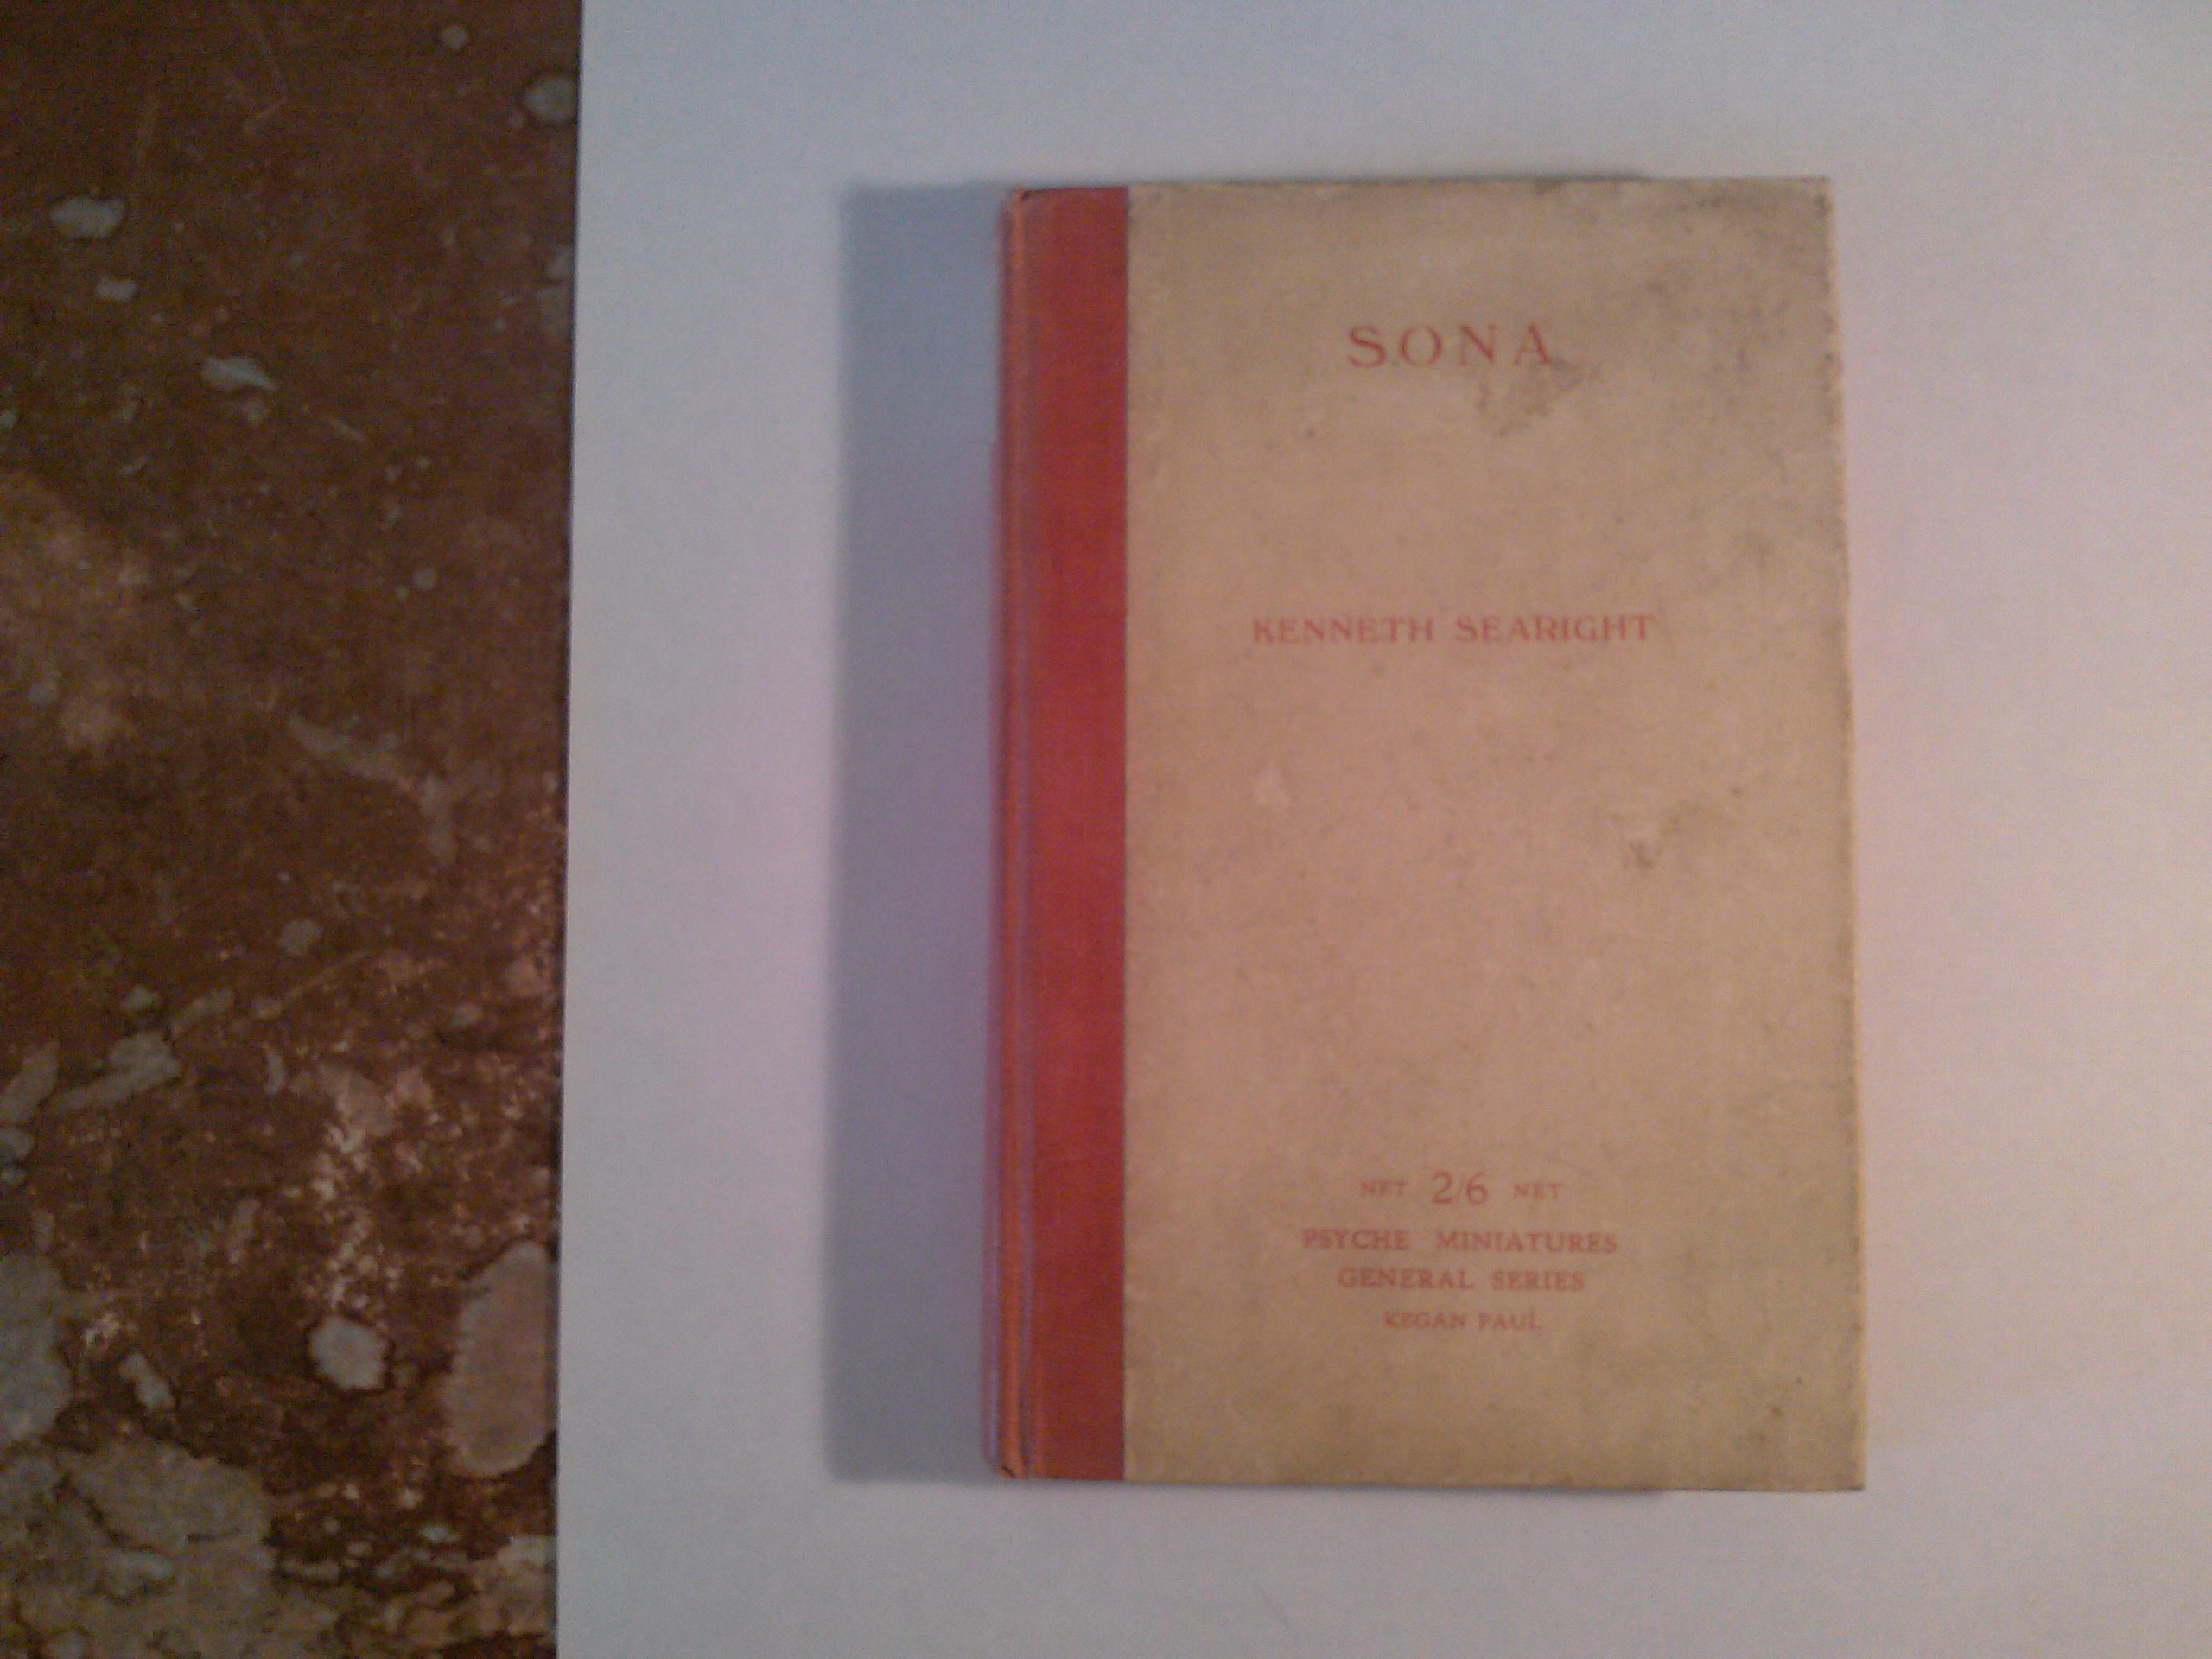 SONA
KENNETH SEARIGHT
NET 2/6 NET
PSYCHE MINIATURES
GENERAL SERIES
KEGAN PAUL